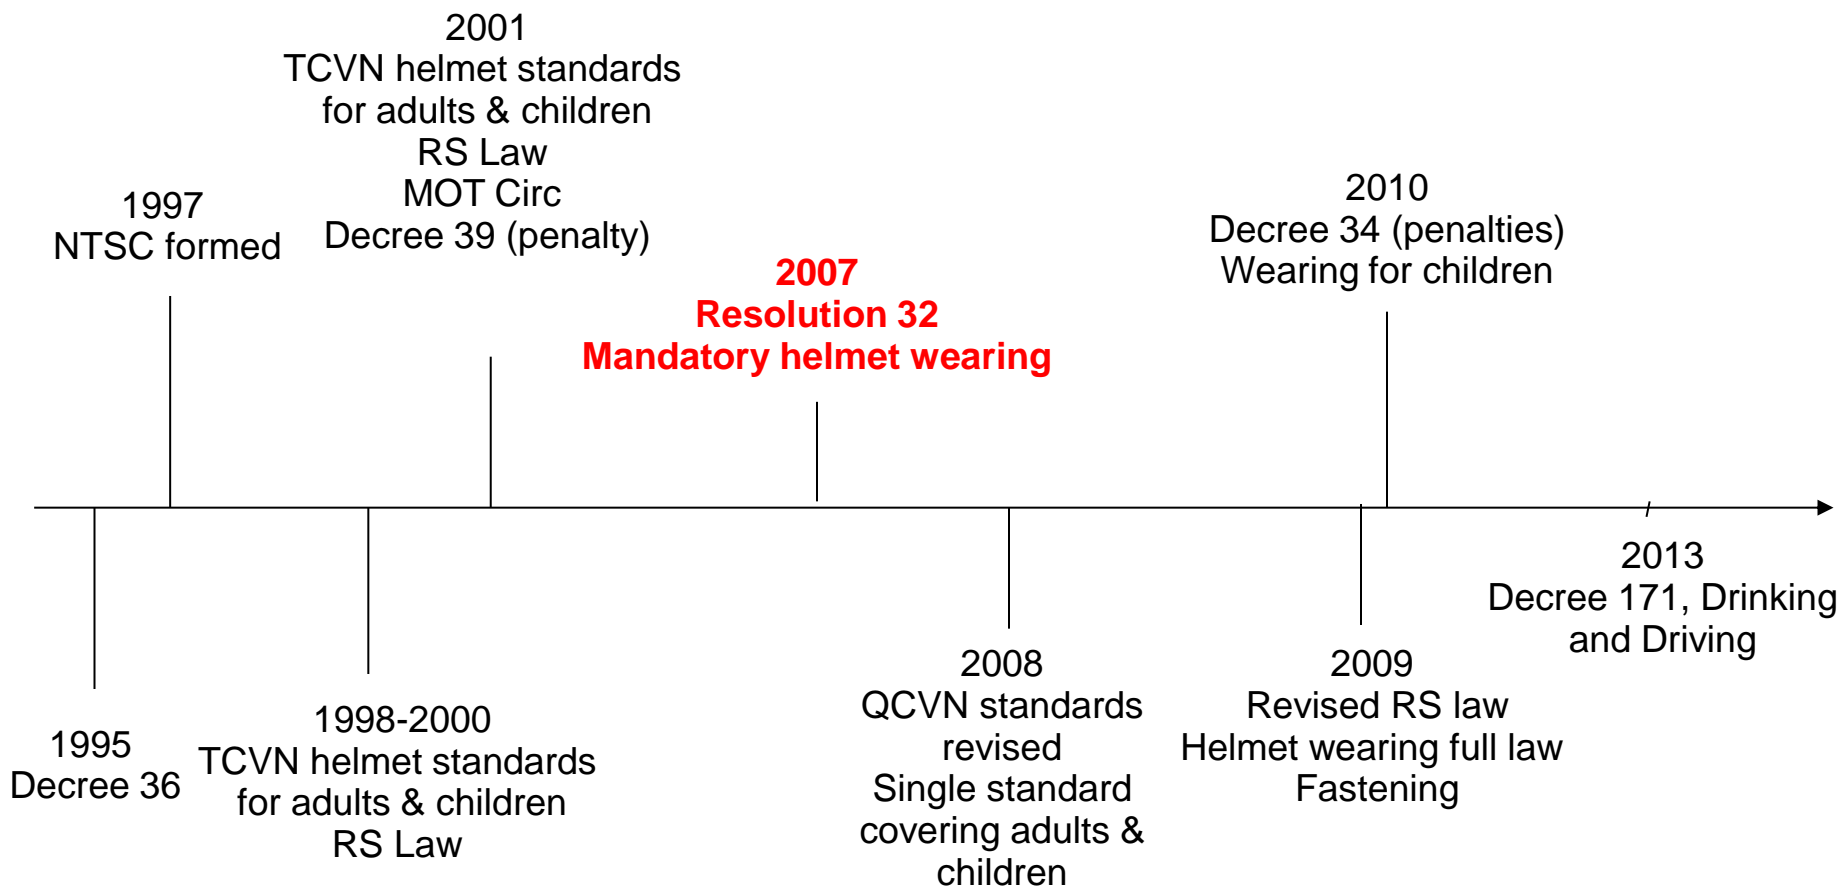 2001
TCVN helmet standards
for adults & children
RS Law
MOT Circ
Decree 39 (penalty)
1997
NTSC formed
2007
Resolution 32
Mandatory helmet wearing
2010
Decree 34 (penalties)
Wearing for children
1995
Decree 36
1998-2000
TCVN helmet standards
for adults & children
RS Law
2008
QCVN standards
revised
Single standard
covering adults &
children
2009
Revised RS law
Helmet wearing full law
Fastening
2013
Decree 171, Drinking
and Driving